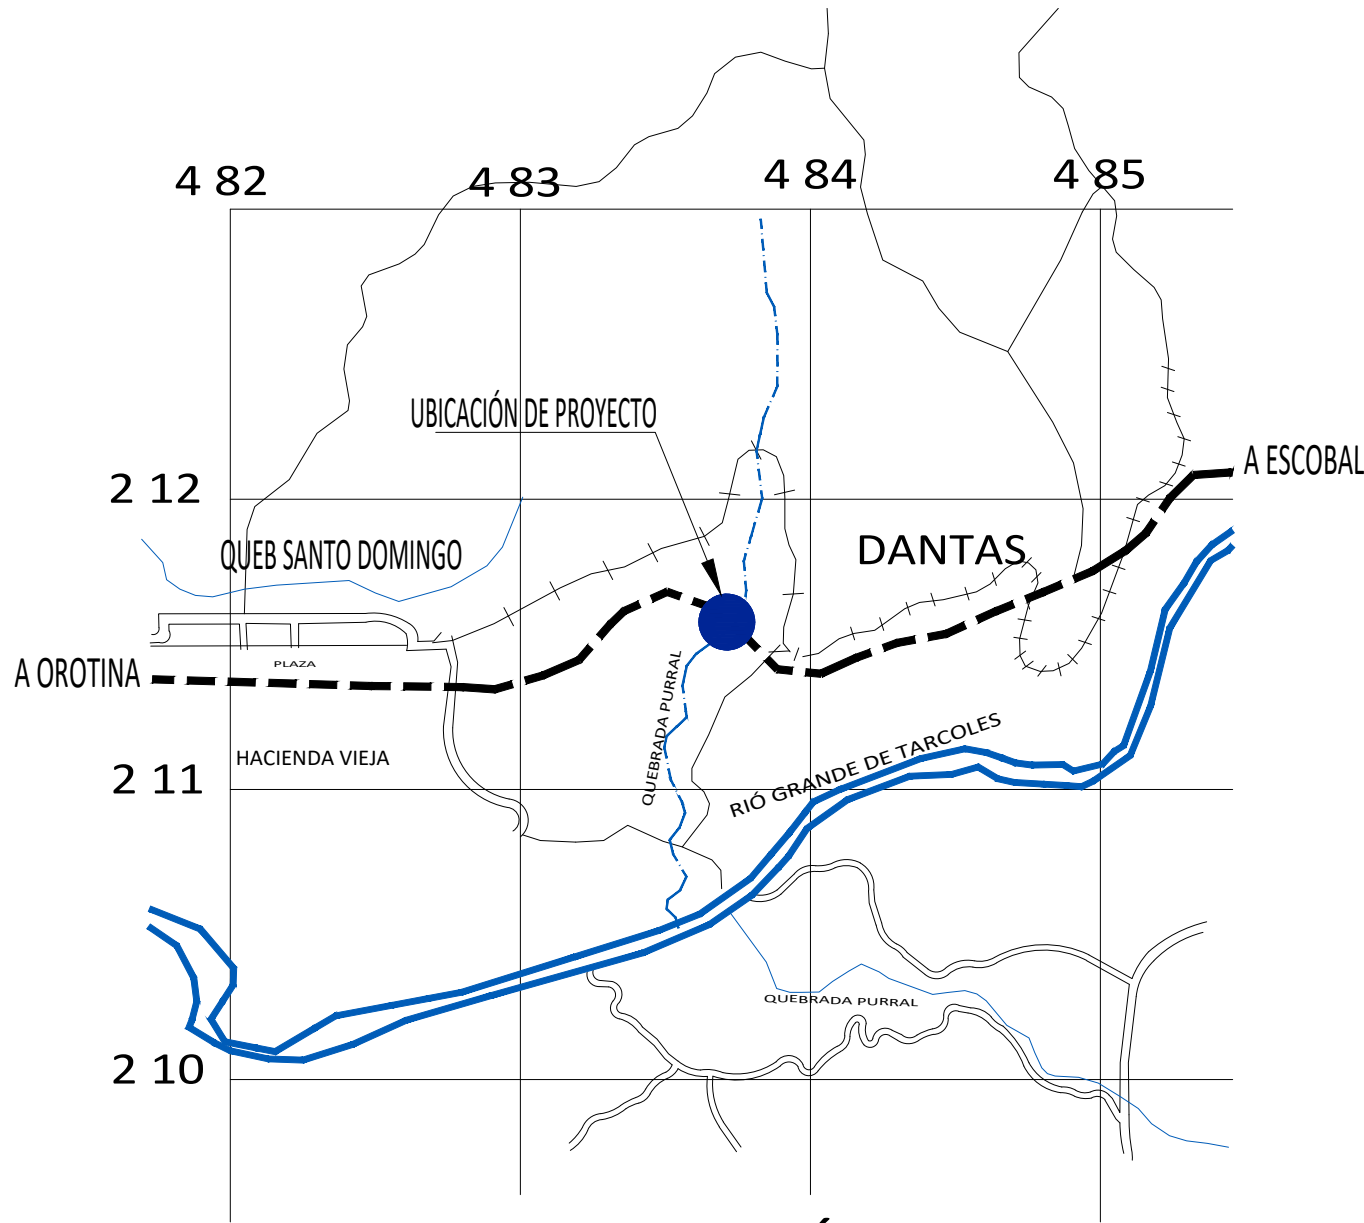 4 82
4 83
4 84
4 85
UBICACIÓN DE PROYECTO
A ESCOBAL
2 12
QUEB SANTO DOMINGO
DANTAS
PLAZA
A OROTINA
QUEBRADA PURRAL
HACIENDA VIEJA
RIÓ GRANDE DE TARCOLES
2 11
QUEBRADA PURRAL
2 10